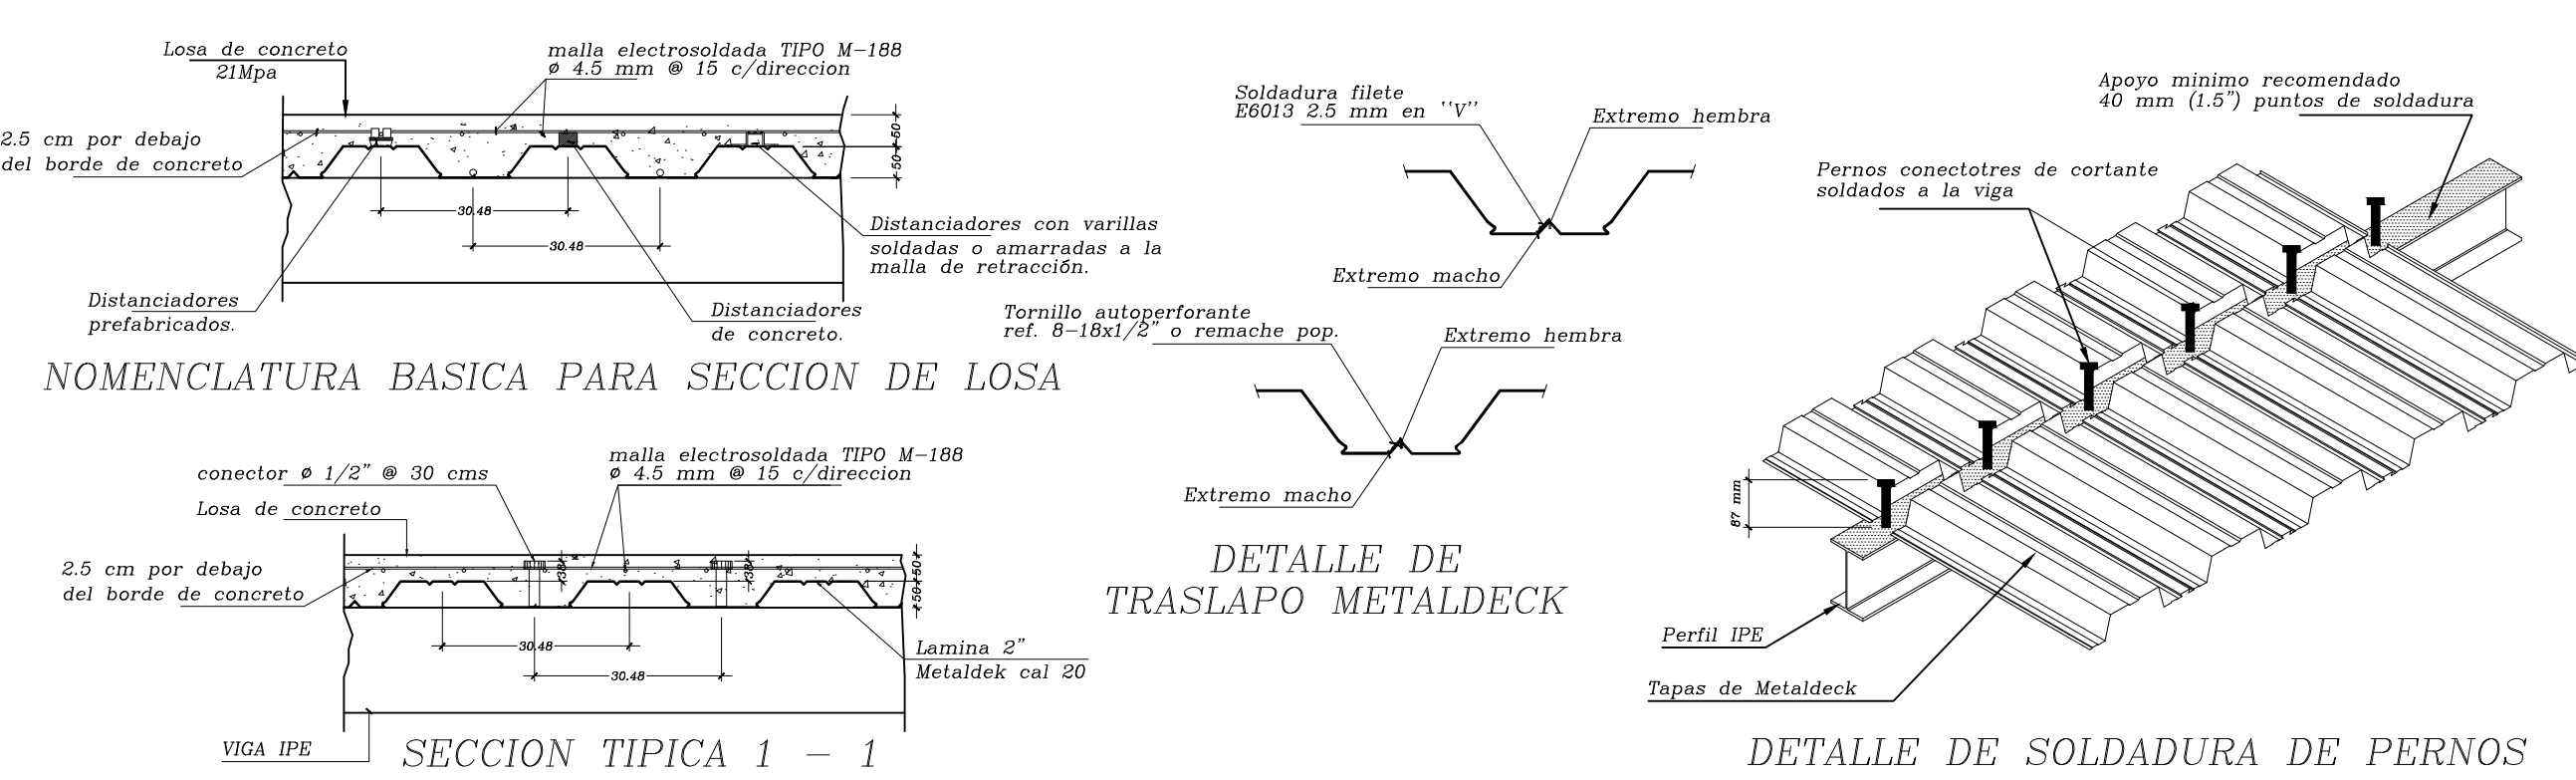 Losa de concreto
21Mpa
malla electrosoldada TIPO M-188
ø 4.5 mm @ 15 c/direccion
2.5 cm por debajo
del borde de concreto
50
50
30.48
30.48
Distanciadores con varillas
soldadas o amarradas a la
malla de retracción.
Distanciadores
prefabricados.
Distanciadores
de concreto.
NOMENCLATURA BASICA PARA SECCION DE LOSA
conector ø 1/2" @ 30 cms
malla electrosoldada TIPO M-188
ø 4.5 mm @ 15 c/direccion
Losa de concreto
2.5 cm por debajo
del borde de concreto
38
38
50
50
30.48
30.48
Lamina 2"
Metaldek cal 20
VIGA IPE
SECCION TIPICA 1 - 1
Soldadura filete
E6013 2.5 mm en ''V''
Extremo hembra
Extremo macho
Tornillo autoperforante
ref. 8-18x1/2" o remache pop.
Extremo hembra
Extremo macho
DETALLE DE
TRASLAPO METALDECK
Apoyo minimo recomendado
40 mm (1.5") puntos de soldadura
Pernos conectotres de cortante
soldados a la viga
87 mm
Perfil IPE
Tapas de Metaldeck
DETALLE DE SOLDADURA DE PERNOS